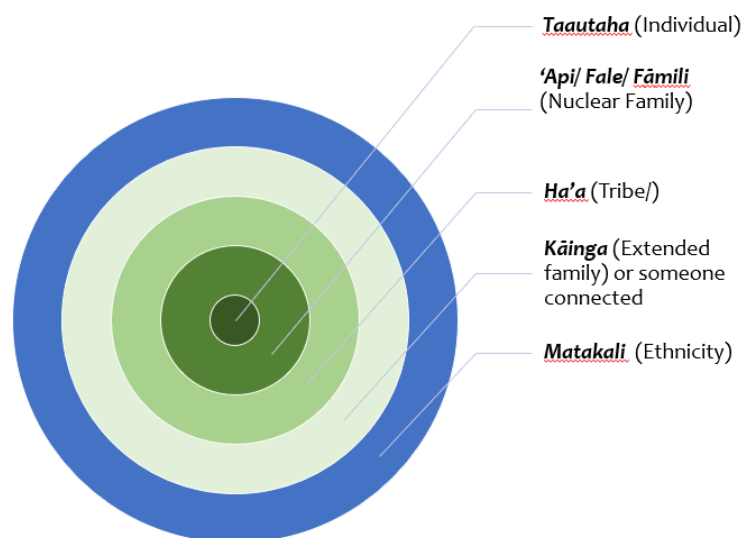 Taautaha (Individual)
‘Api/ Fale/ Fāmili
(Nuclear Family)
Ha’a (Tribe/)
Kāinga (Extended
family) or someone
connected
Matakali (Ethnicity)